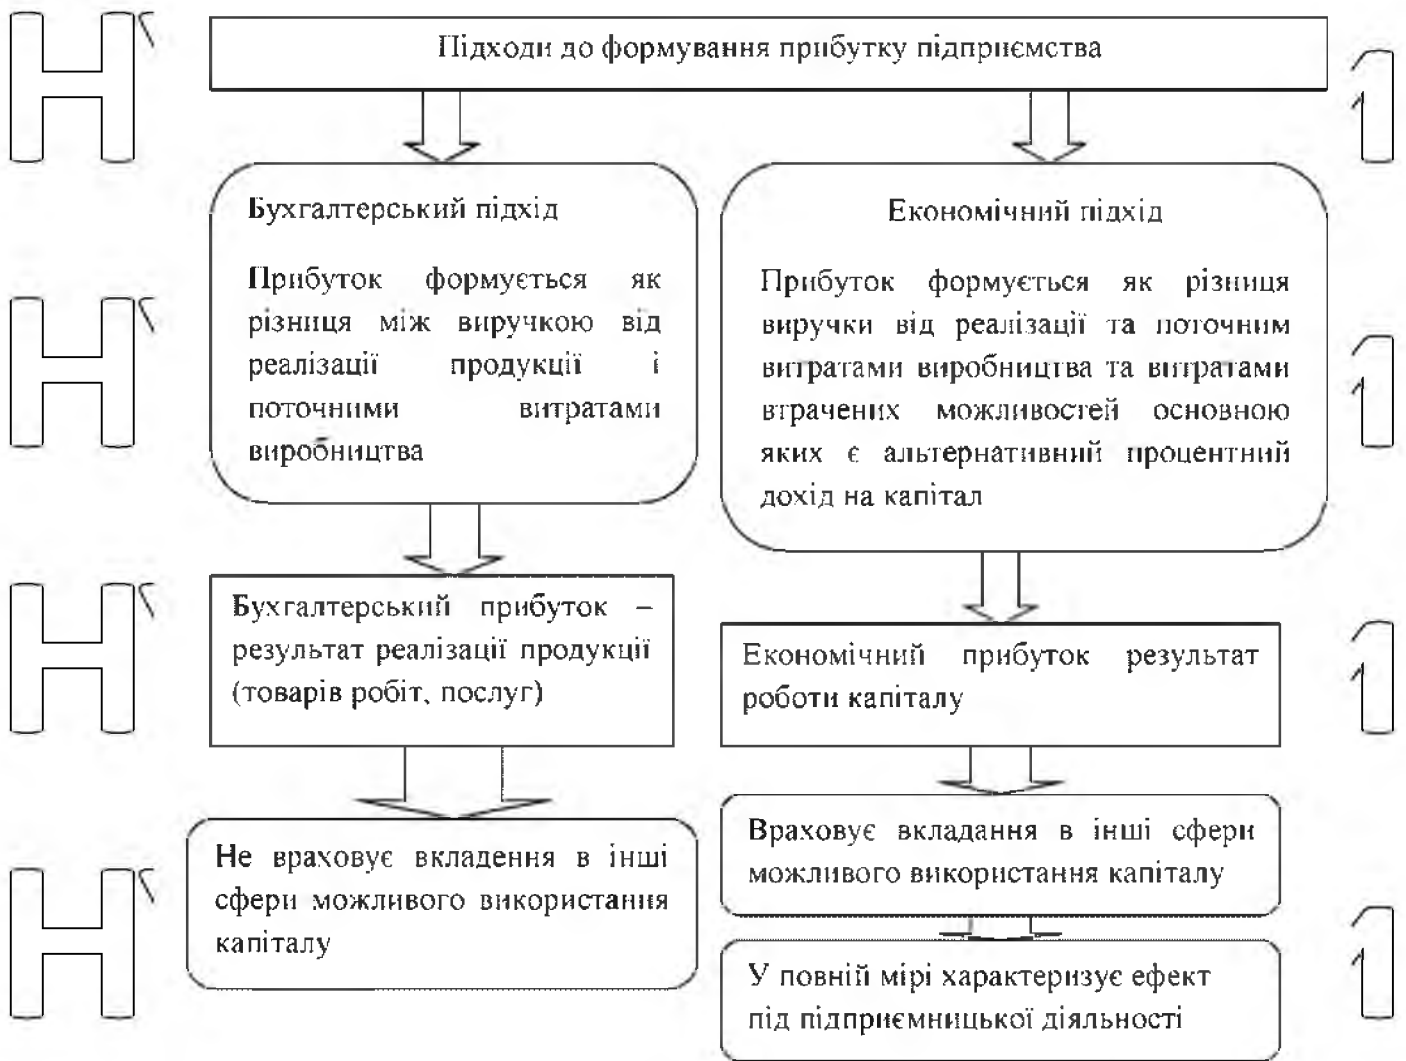 Підходи до формування прибутку підприємства
Бухгалтерський підхід
Прибуток формується як
різниця між виручкою від
реалізації продукції і
поточними витратами
виробництва
Економічний підхід
Прибуток формується як різниця
виручки від реалізації та поточним
витратами виробництва та витратами
втрачених можливостей основною
яких є альтернативний процентний
дохід на капітал
Бухгалтерський прибуток –
результат реалізації продукції
(товарів робіт, послуг)
Економічний прибуток результат
роботи капіталу
Не враховує вкладення в інші
сфери можливого використання
капіталу
Враховує вкладання в інші сфери
можливого використання капіталу
У повній мірі характеризує ефект
під підприємницької діяльності
Н
Н
Н
Н
1
1
1
1